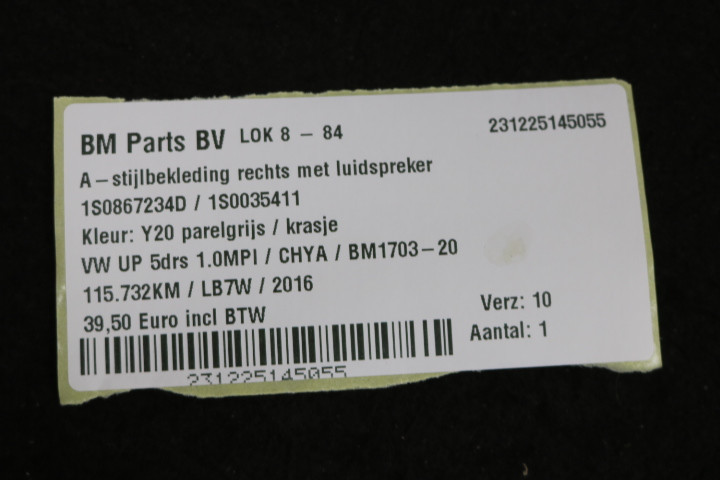 BM Parts BV LOK 8 – 84 231225145055
A – stijlbekleding rechts met luidspreker
1S0867234D / 1S0035411
Kleur: Y20 parelgrijs / krasje
VW UP 5drs 1.0MPI / CHYA / BM1703–20
115.732KM / LB7W / 2016
39,50 Euro incl BTW
Verz: 10
Aantal: 1
231225145055